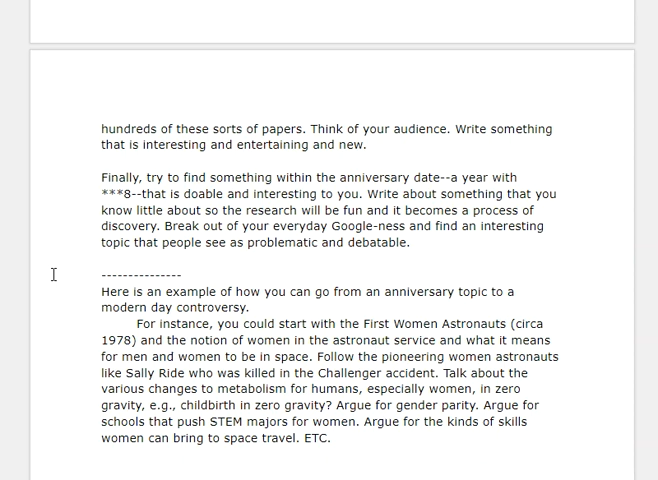 hundreds of these sorts of papers. Think of your audience. Write something
that is interesting and entertaining and new.
Finally, try to find something within the anniversary date--a year with
***8--that is doable and interesting to you. Write about something that you
know little about so the research will be fun and it becomes a process of
discovery. Break out of your everyday Google-ness and find an interesting
topic that people see as problematic and debatable.
---------------
Here is an example of how you can go from an anniversary topic to a
modern day controversy.
For instance, you could start with the First Women Astronauts (circa
1978) and the notion of women in the astronaut service and what it means
for men and women to be in space. Follow the pioneering women astronauts
like Sally Ride who was killed in the Challenger accident. Talk about the
various changes to metabolism for humans, especially women, in zero
gravity, e.g., childbirth in zero gravity? Argue for gender parity. Argue for
schools that push STEM majors for women. Argue for the kinds of skills
women can bring to space travel. ETC.